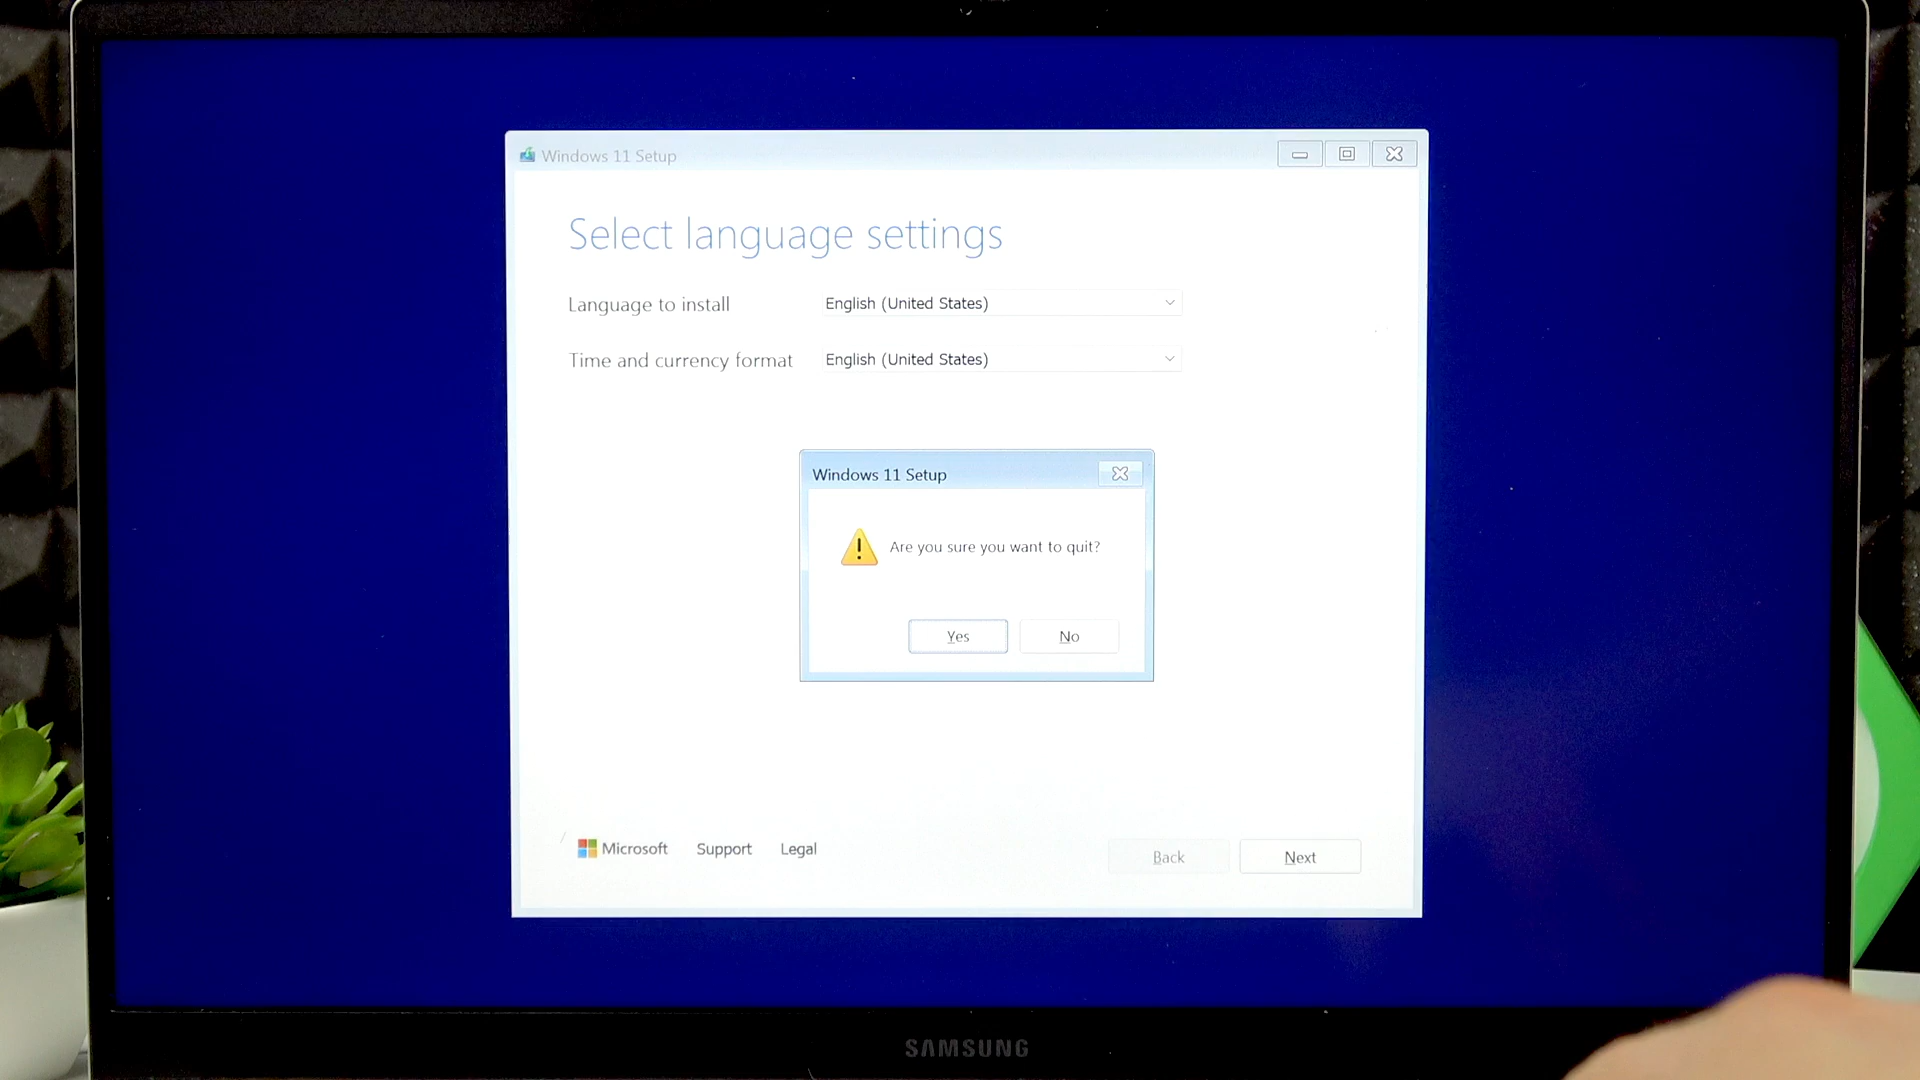 Windows 11 Setup
Select language settings
Language to install English (United States)
Time and currency format English (United States)
Windows 11 Setup
Are you sure you want to quit?
Yes No
Microsoft Support Legal
Back Next
SAMSUNG